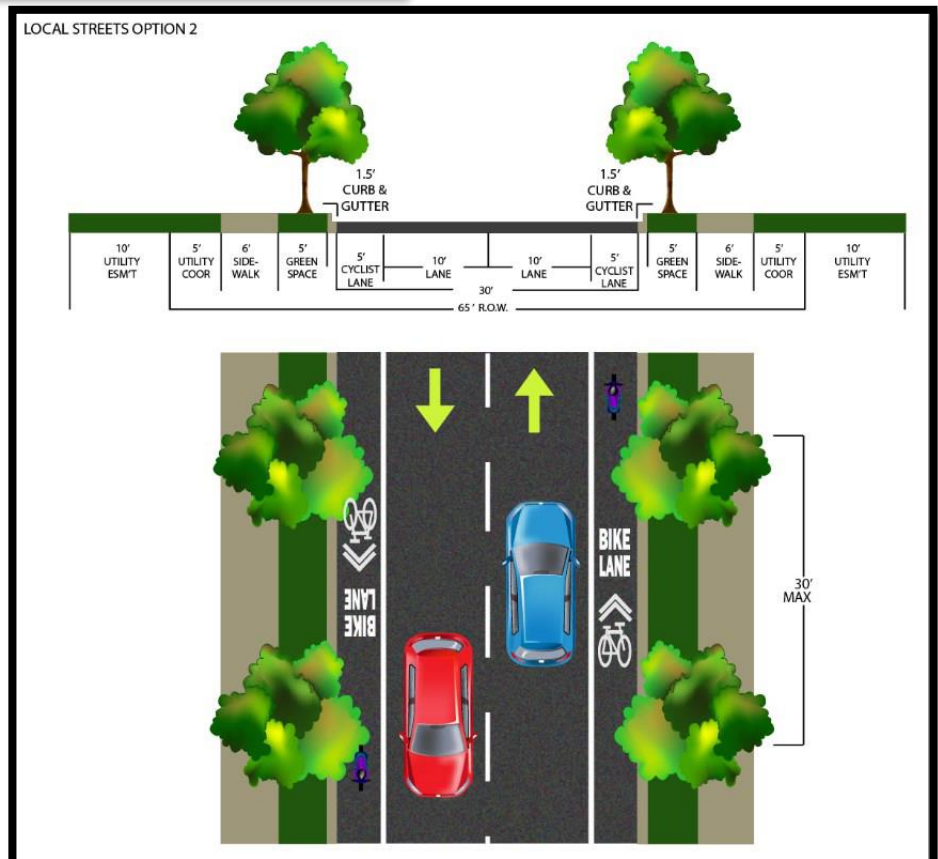 LOCAL STREETS OPTION 2
1.5'
CURB &
GUTTER
1.5'
CURB &
GUTTER
10'
UTILITY
ESM'T
5'
UTILITY
COOR
6'
SIDE-
WALK
5'
GREEN
SPACE
5'
CYCLIST
LANE
10'
LANE
10'
LANE
5'
CYCLIST
LANE
5'
GREEN
SPACE
6'
SIDE-
WALK
5'
UTILITY
COOR
10'
UTILITY
ESM'T
30'
65' R.O.W.
BIKE
LANE
BIKE
LANE
30'
MAX